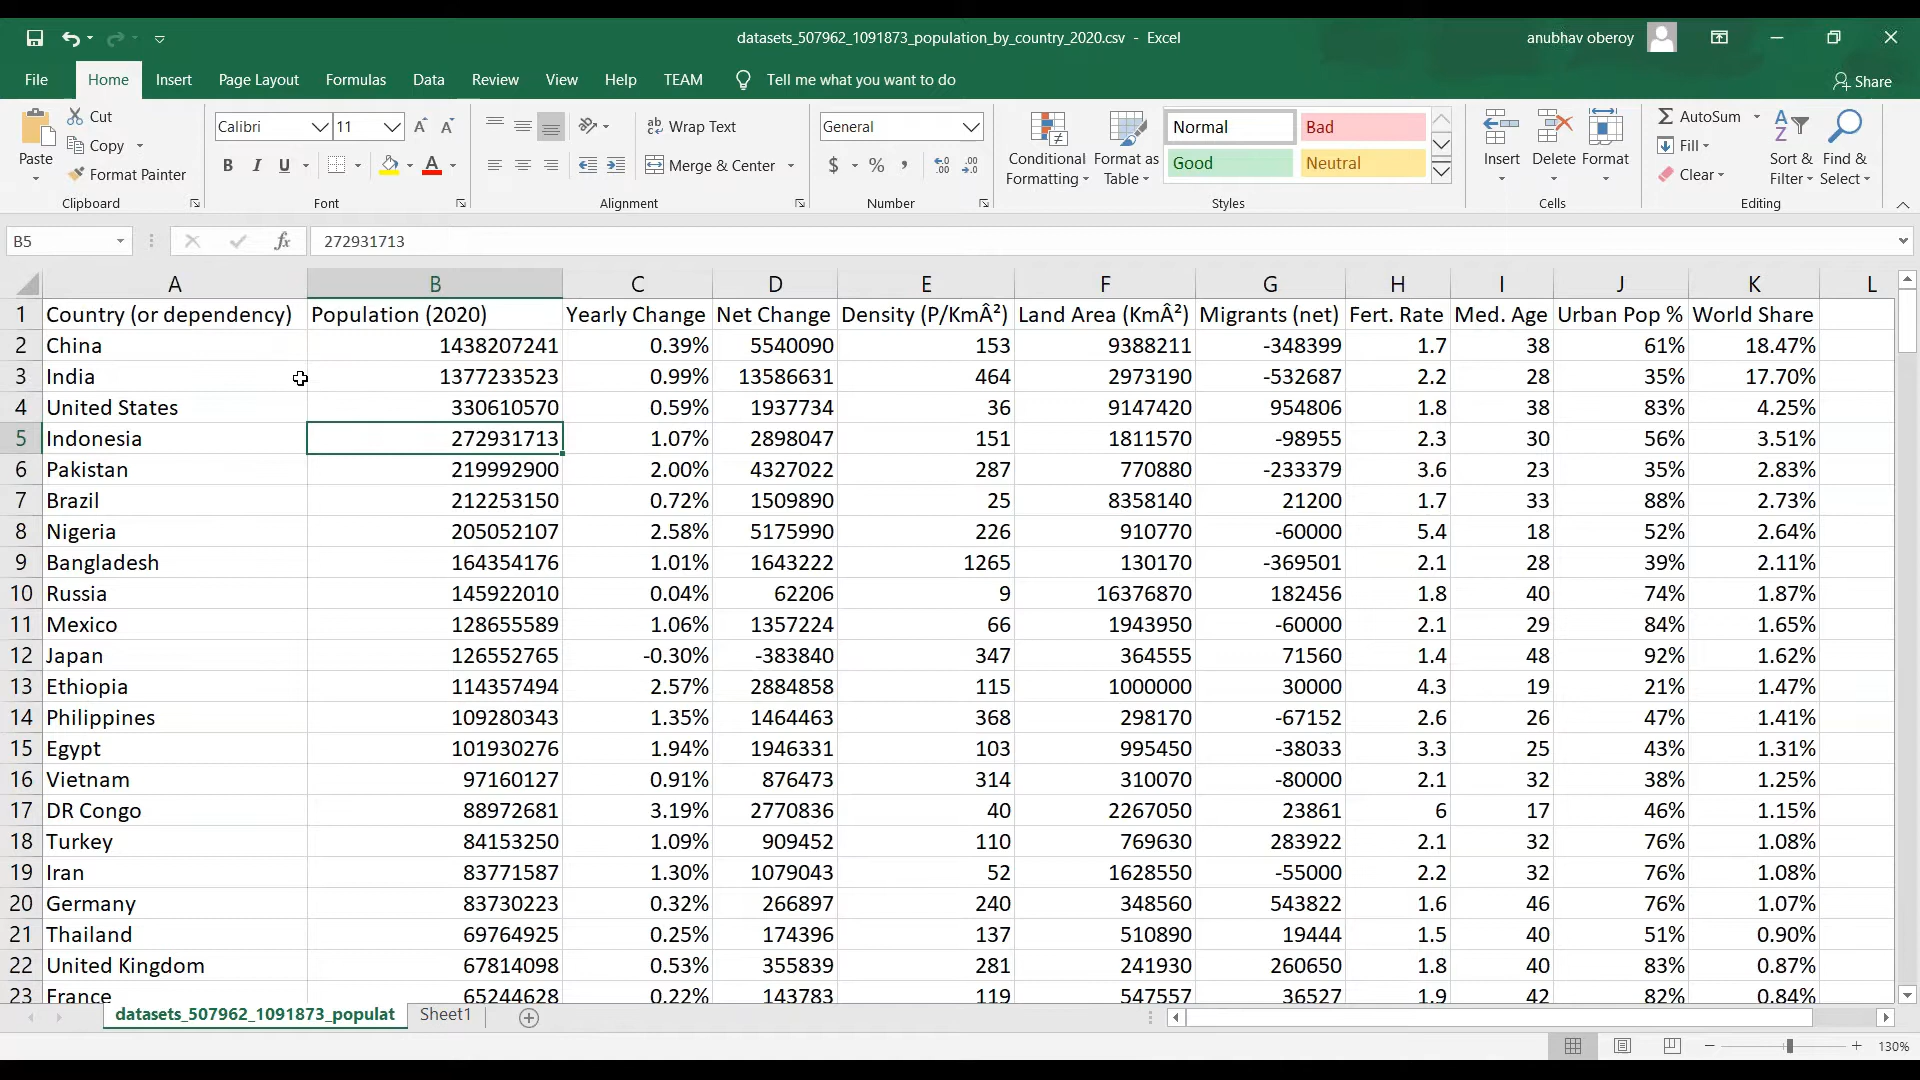 datasets_507962_1091873_population_by_country_2020.csv - Excel
anubhav oberoy
File Home Insert Page Layout Formulas Data Review View Help TEAM Tell me what you want to do Share
Paste Cut Copy Format Painter Clipboard
Calibri 11 B I U A Font
Wrap Text Merge & Center Alignment
General $ % , Number
Conditional Formatting Format as Table Normal Bad Good Neutral Styles
Insert Delete Format Cells
AutoSum Fill Clear Sort & Filter Find & Select Editing
B5 fx 272931713
A B C D E F G H I J K L
1 Country (or dependency) Population (2020) Yearly Change Net Change Density (P/KmÂ²) Land Area (KmÂ²) Migrants (net) Fert. Rate Med. Age Urban Pop % World Share
2 China 1438207241 0.39% 5540090 153 9388211 -348399 1.7 38 61% 18.47%
3 India 1377233523 0.99% 13586631 464 2973190 -532687 2.2 28 35% 17.70%
4 United States 330610570 0.59% 1937734 36 9147420 954806 1.8 38 83% 4.25%
5 Indonesia 272931713 1.07% 2898047 151 1811570 -98955 2.3 30 56% 3.51%
6 Pakistan 219992900 2.00% 4327022 287 770880 -233379 3.6 23 35% 2.83%
7 Brazil 212253150 0.72% 1509890 25 8358140 21200 1.7 33 88% 2.73%
8 Nigeria 205052107 2.58% 5175990 226 910770 -60000 5.4 18 52% 2.64%
9 Bangladesh 164354176 1.01% 1643222 1265 130170 -369501 2.1 28 39% 2.11%
10 Russia 145922010 0.04% 62206 9 16376870 182456 1.8 40 74% 1.87%
11 Mexico 128655589 1.06% 1357224 66 1943950 -60000 2.1 29 84% 1.65%
12 Japan 126552765 -0.30% -383840 347 364555 71560 1.4 48 92% 1.62%
13 Ethiopia 114357494 2.57% 2884858 115 1000000 30000 4.3 19 21% 1.47%
14 Philippines 109280343 1.35% 1464463 368 298170 -67152 2.6 26 47% 1.41%
15 Egypt 101930276 1.94% 1946331 103 995450 -38033 3.3 25 43% 1.31%
16 Vietnam 97160127 0.91% 876473 314 310070 -80000 2.1 32 38% 1.25%
17 DR Congo 88972681 3.19% 2770836 40 2267050 23861 6 17 46% 1.15%
18 Turkey 84153250 1.09% 909452 110 769630 283922 2.1 32 76% 1.08%
19 Iran 83771587 1.30% 1079043 52 1628550 -55000 2.2 32 76% 1.08%
20 Germany 83730223 0.32% 266897 240 348560 543822 1.6 46 76% 1.07%
21 Thailand 69764925 0.25% 174396 137 510890 19444 1.5 40 51% 0.90%
22 United Kingdom 67814098 0.53% 355839 281 241930 260650 1.8 40 83% 0.87%
23 France 65244628 0.22% 143783 119 547557 36527 1.9 42 82% 0.84%
datasets_507962_1091873_populat Sheet1
130%